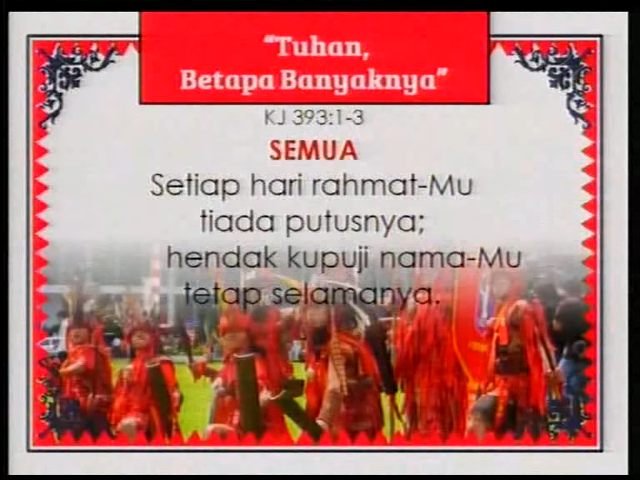 “Tuhan,
Betapa Banyaknya”
KJ 393:1-3
SEMUA
Setiap hari rahmat-Mu
tiada putusnya;
hendak kupuji nama-Mu
tetap selamanya.